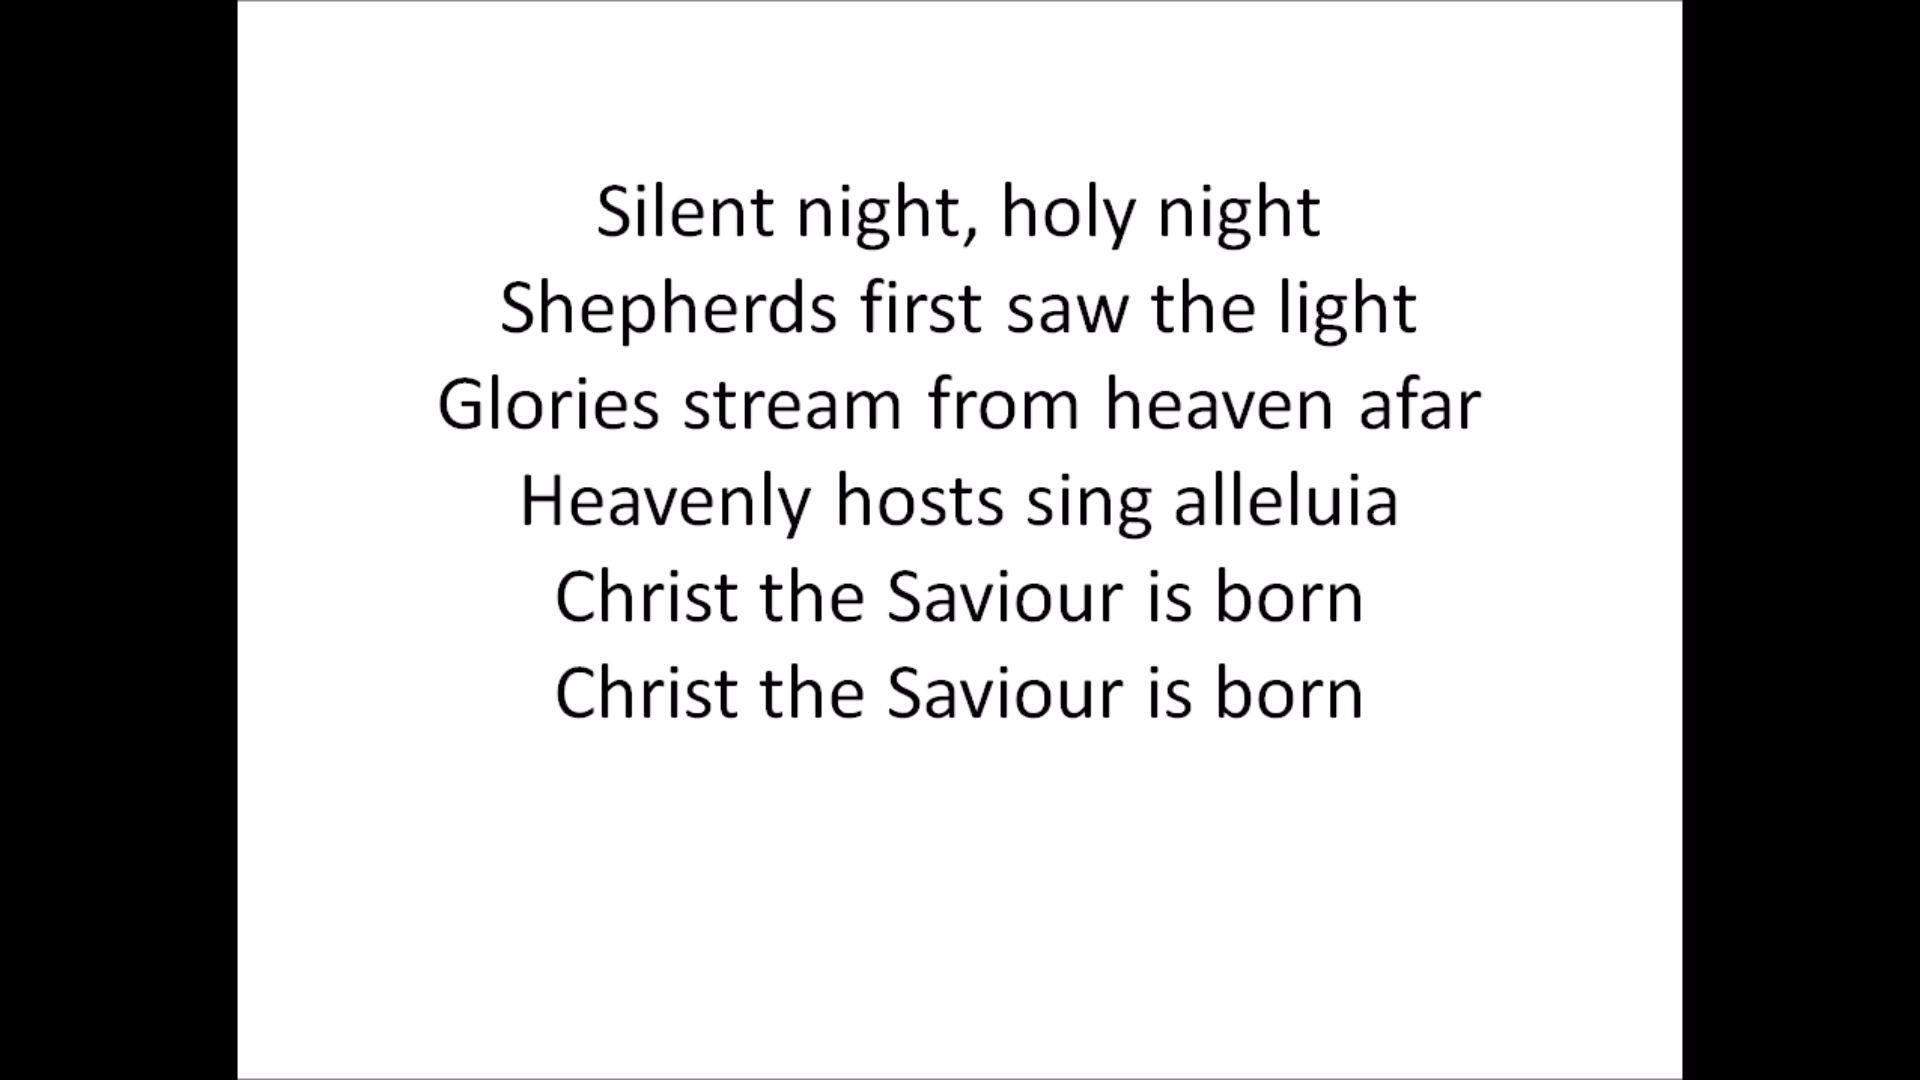 Silent night, holy night
Shepherds first saw the light
Glories stream from heaven afar
Heavenly hosts sing alleluia
Christ the Saviour is born
Christ the Saviour is born